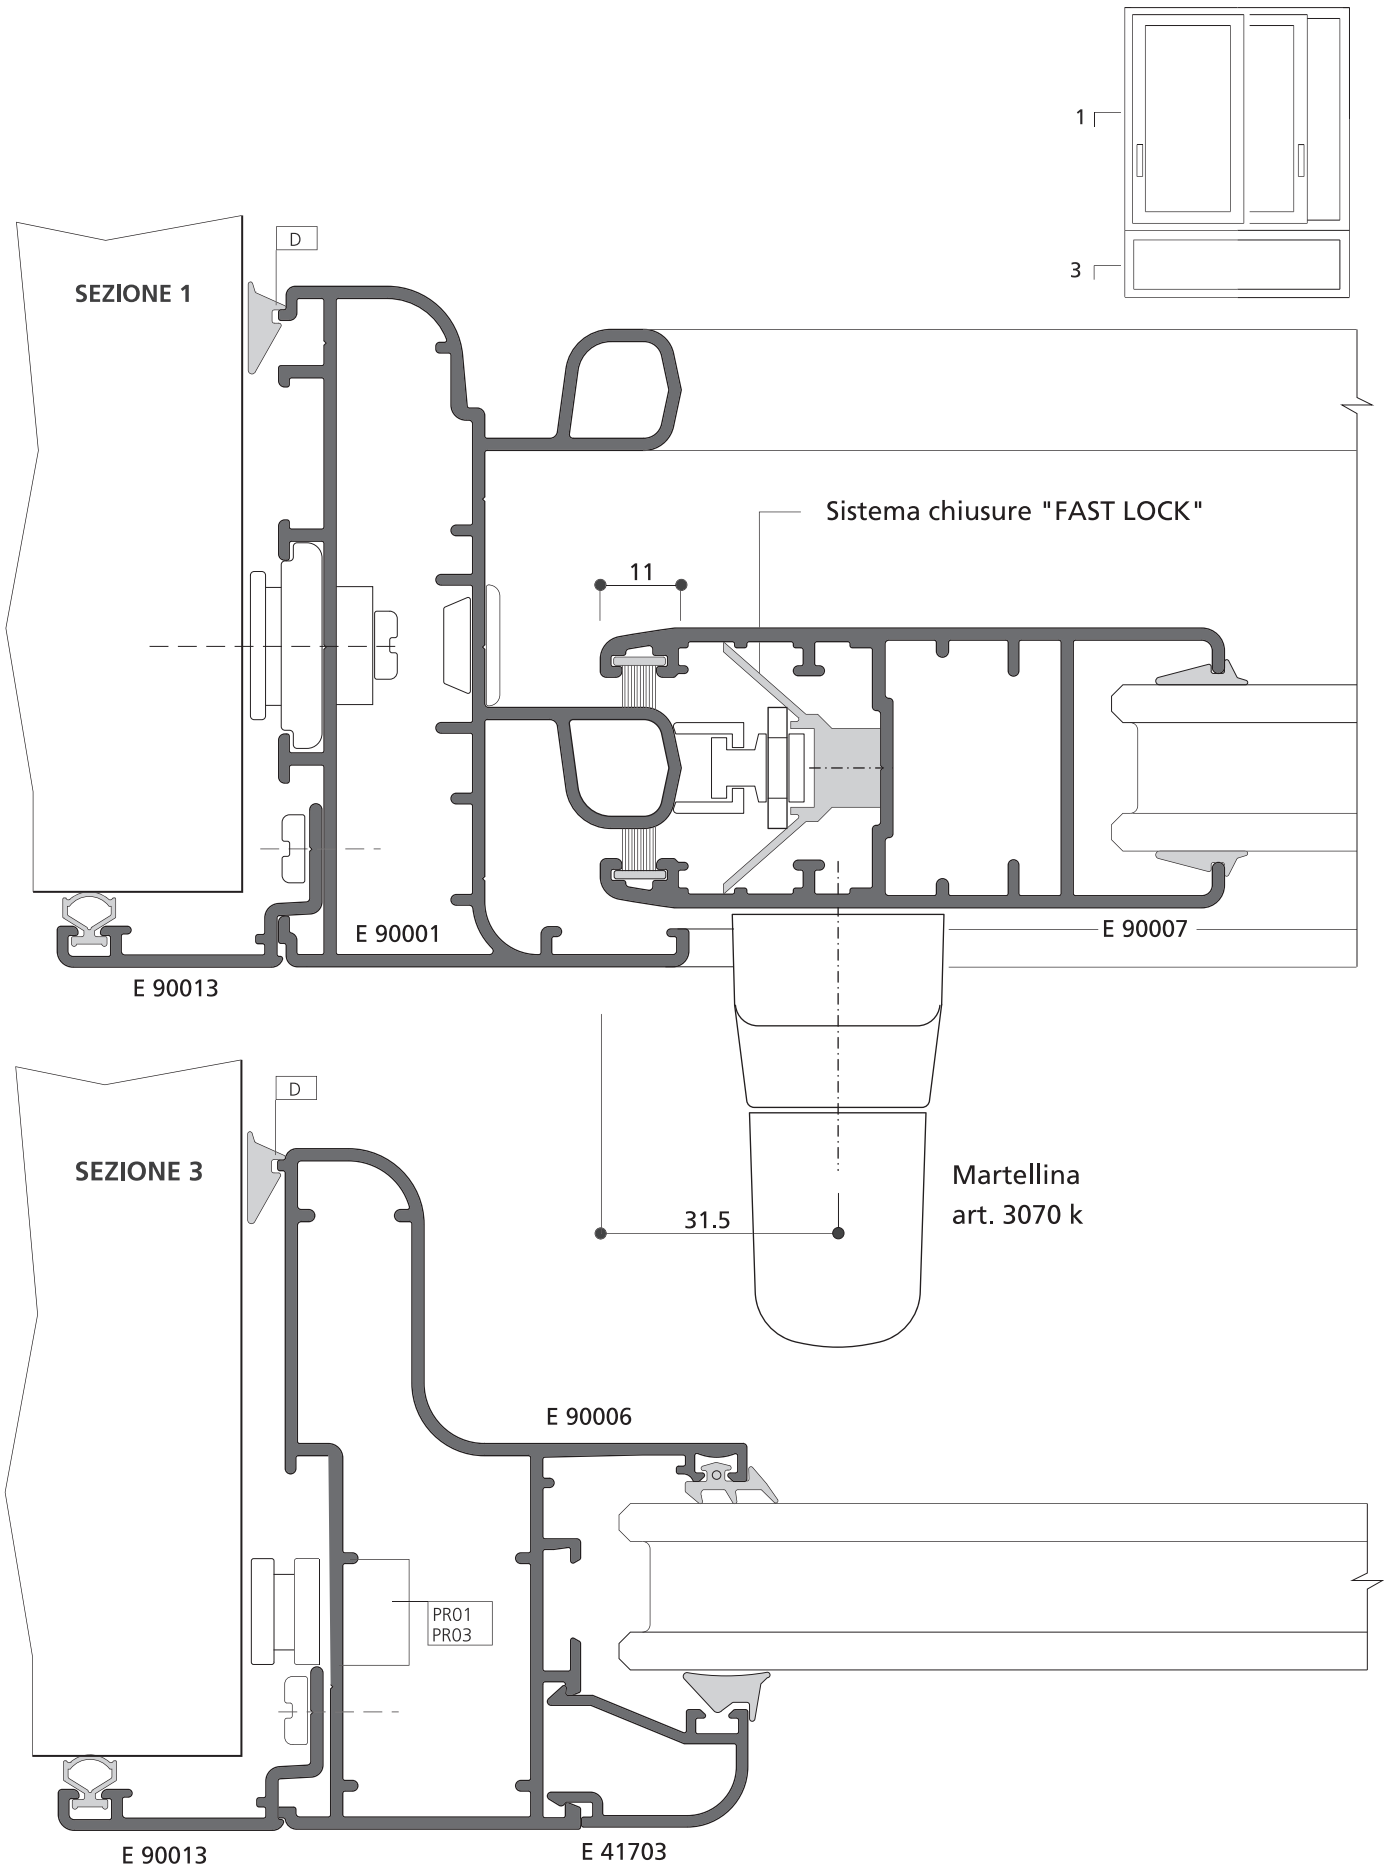 1
3
D
SEZIONE 1
Sistema chiusure "FAST LOCK"
11
E 90001
E 90007
E 90013
D
SEZIONE 3
Martellina
art. 3070 k
31.5
E 90006
PR01
PR03
E 90013
E 41703